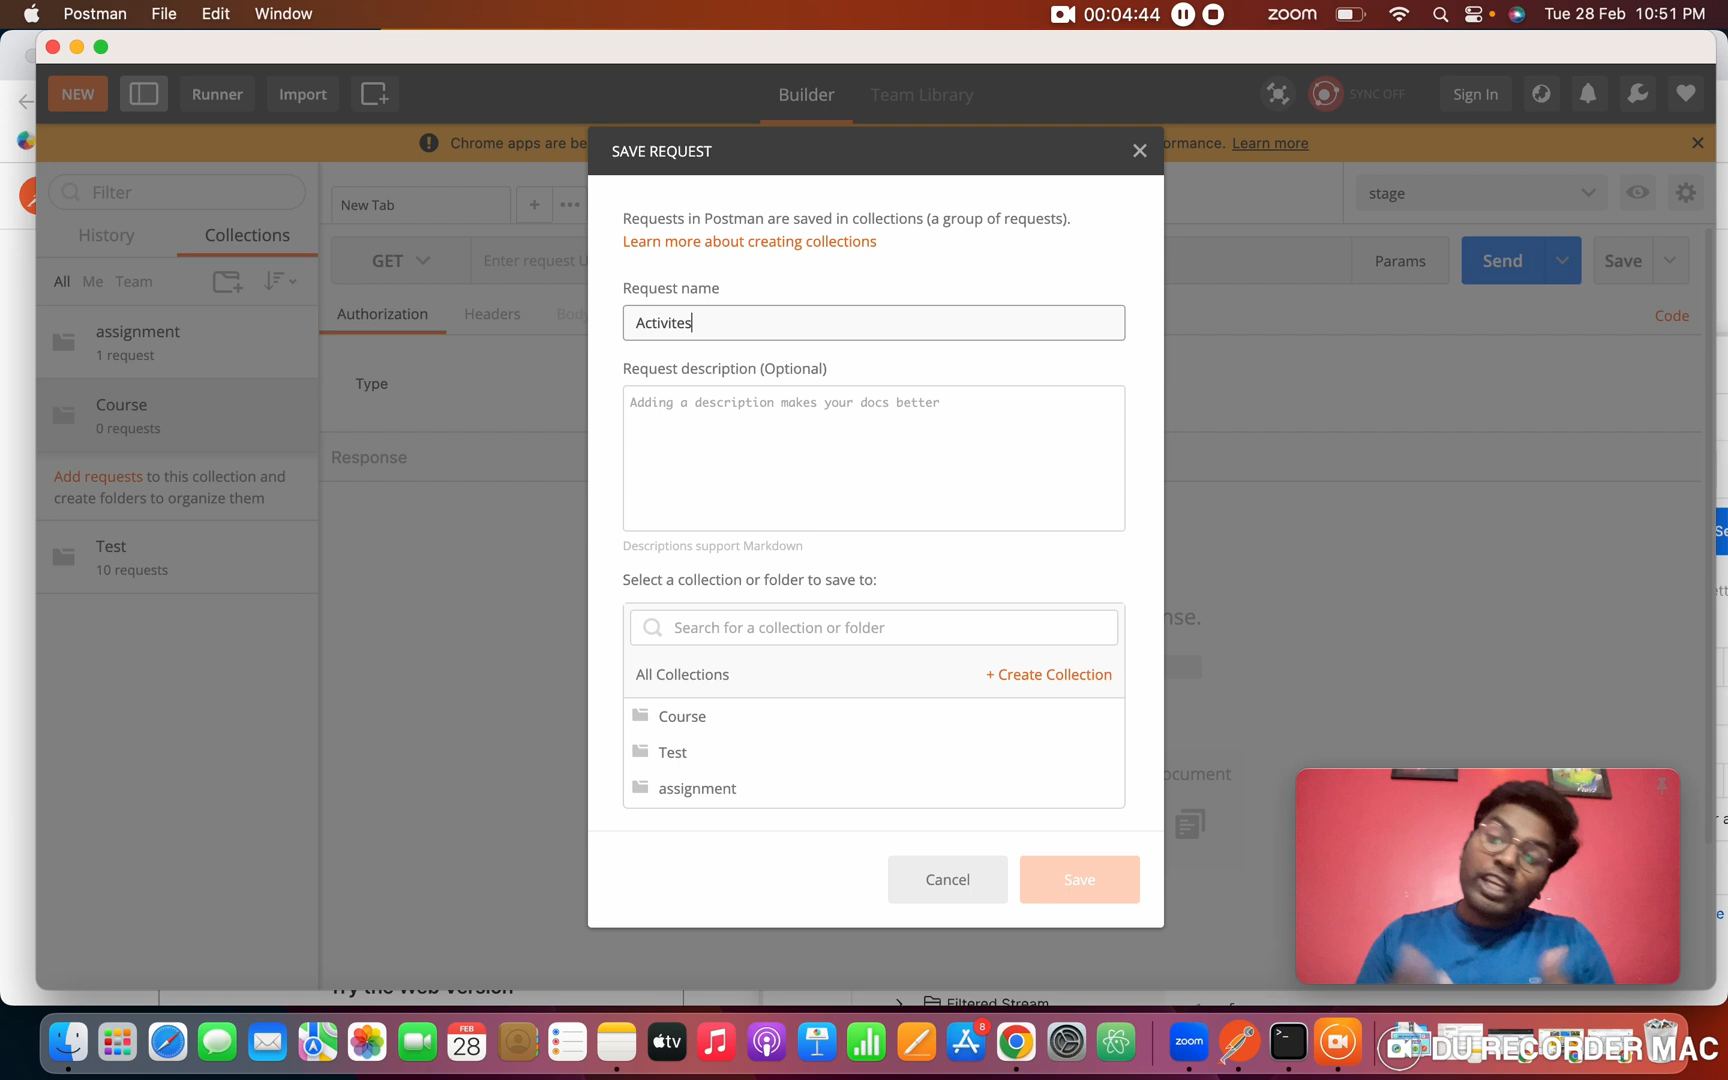 Postman File Edit Window 00:04:44 zoom Tue 28 Feb 10:51 PM
NEW Runner Import Builder Team Library SYNC OFF Sign In
Chrome apps are be
rmance. Learn more
SAVE REQUEST
Filter
New Tab
stage
History Collections
All Me Team
GET Enter request U
Params Send Save
Authorization Headers Body
Code
assignment
1 request
Type
Course
0 requests
Response
Add requests to this collection and
create folders to organize them
Test
10 requests
Requests in Postman are saved in collections (a group of requests).
Learn more about creating collections
Request name
Activites
Request description (Optional)
Adding a description makes your docs better
Descriptions support Markdown
Select a collection or folder to save to:
Search for a collection or folder
All Collections + Create Collection
Course
Test
assignment
Cancel Save
nse.
ocument
Filtered Stream
FEB
28
tv
8
zoom
DU RECORDER MAC